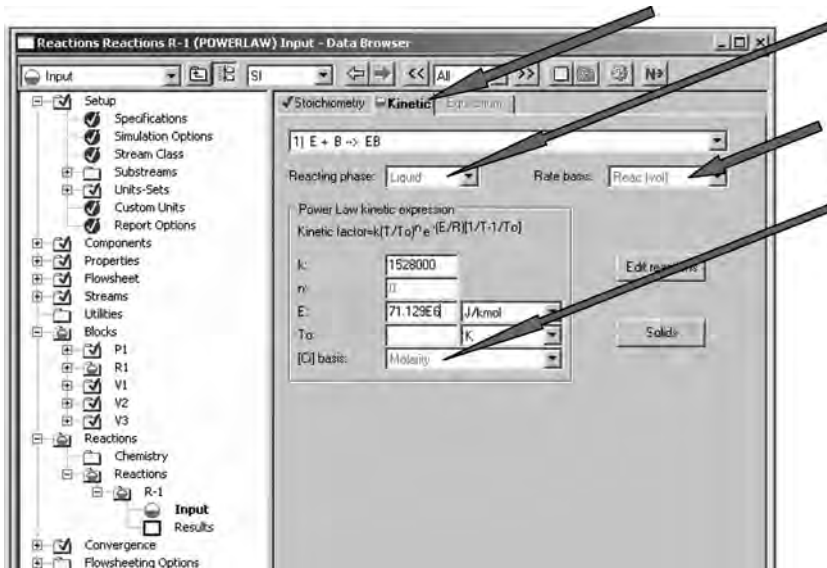 Reactions Reactions R-1 (POWERLAW) Input - Data Browser
Input SI All >> << N>
Setup
Specifications
Simulation Options
Stream Class
Substreams
Units-Sets
Custom Units
Report Options
Components
Properties
Flowsheet
Streams
Utilities
Blocks
P1
R1
V1
V2
V3
Reactions
Chemistry
Reactions
R-1
Input
Results
Convergence
Flowsheeting Options
Stoichiometry Kinetic Equilibrium
1) E + B --> EB
Reacting phase: Liquid Rate basis: Reac (vol)
Power Law kinetic expression
Kinetic factor=k(T/To)^n e^-(E/R)[1/T-1/To]
k: 1528000 Edit reactions
n: 0
E: 71.129E6 J/kmol
To: K Solids
[Ci] basis: Molarity